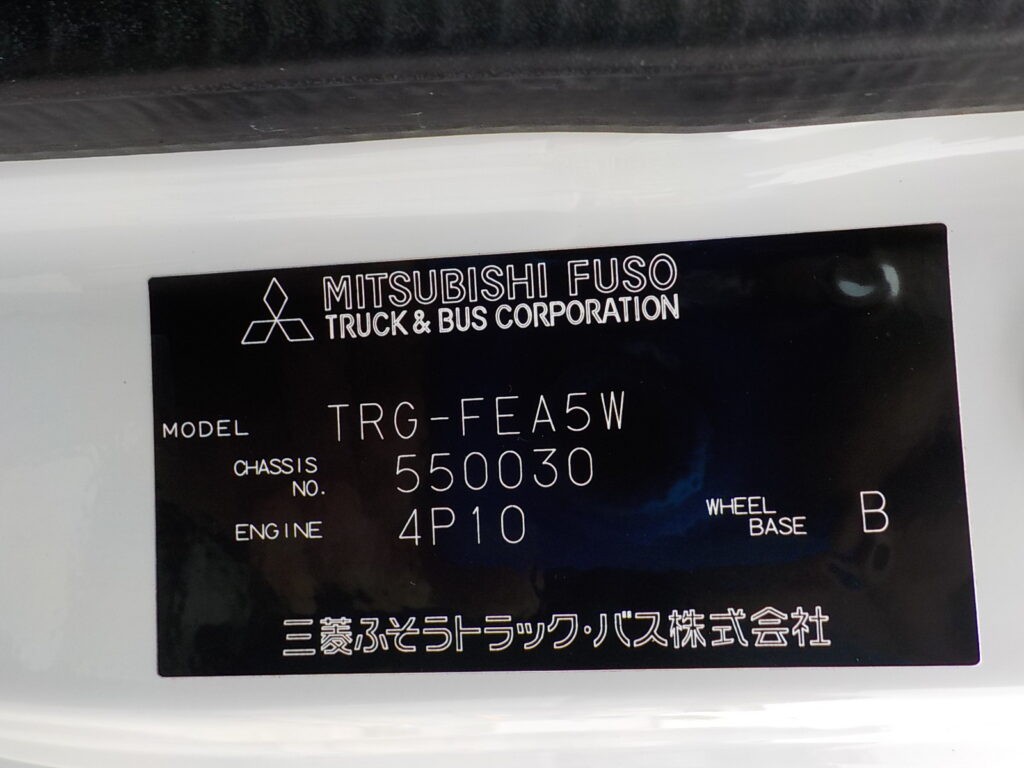 MITSUBISHI FUSO
TRUCK & BUS CORPORATION
MODEL TRG-FEA5W
CHASSIS NO. 550030
ENGINE 4P10 WHEEL BASE B
三菱ふそうトラック・バス株式会社